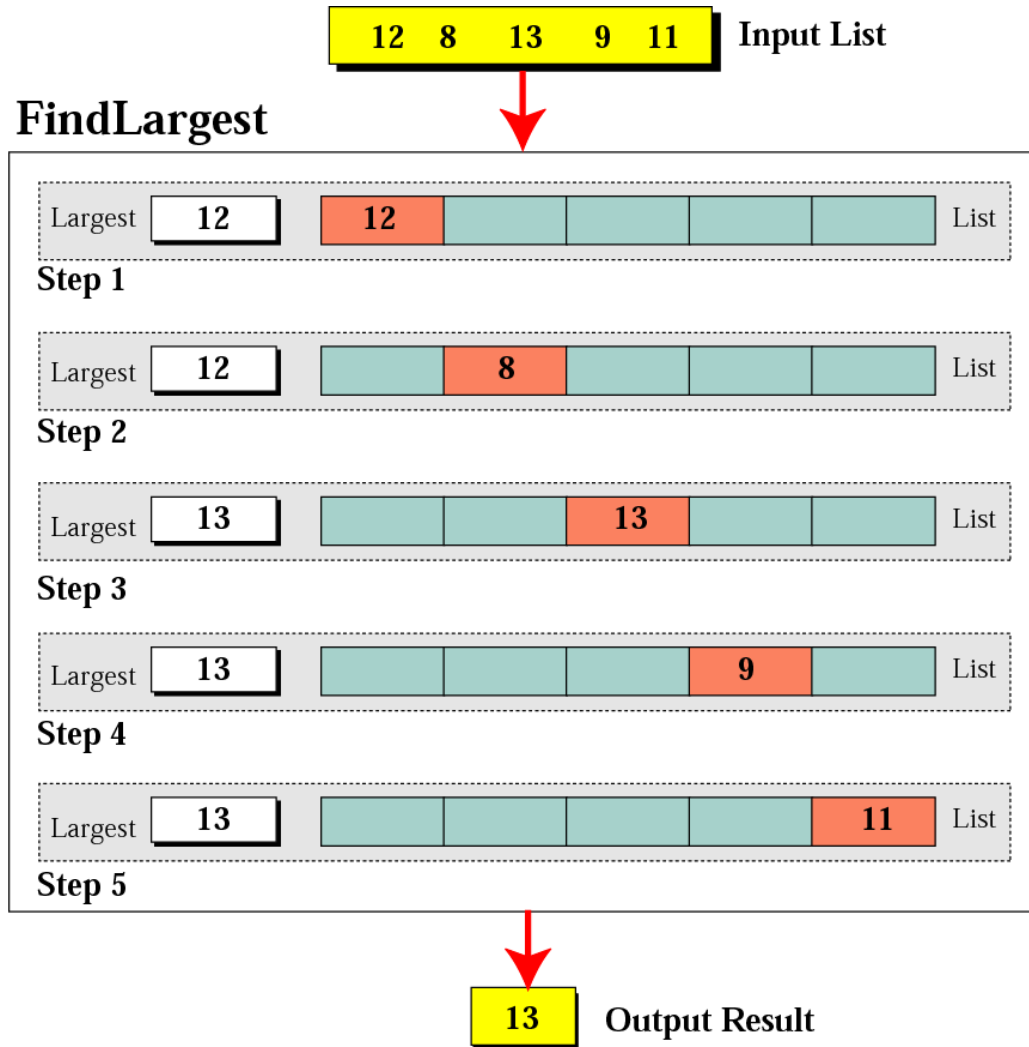 12 8 13 9 11 Input List
FindLargest
Largest 12 12 List
Step 1
Largest 12 8 List
Step 2
Largest 13 13 List
Step 3
Largest 13 9 List
Step 4
Largest 13 11 List
Step 5
13 Output Result